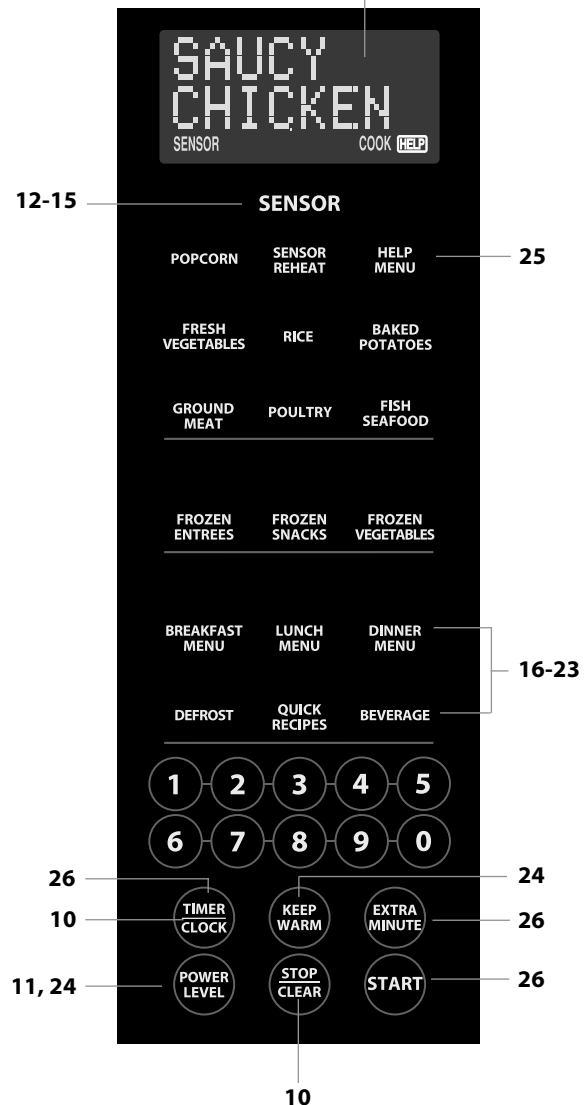 SAUCY
CHICKEN
SENSOR COOK HELP
12-15 SENSOR
POPCORN SENSOR REHEAT HELP MENU 25
FRESH VEGETABLES RICE BAKED POTATOES
GROUND MEAT POULTRY FISH SEAFOOD
FROZEN ENTREES FROZEN SNACKS FROZEN VEGETABLES
BREAKFAST MENU LUNCH MENU DINNER MENU
16-23
DEFROST QUICK RECIPES BEVERAGE
1 2 3 4 5
6 7 8 9 0
26 24
10 TIMER CLOCK KEEP WARM EXTRA MINUTE 26
11, 24 POWER LEVEL STOP CLEAR START 26
10